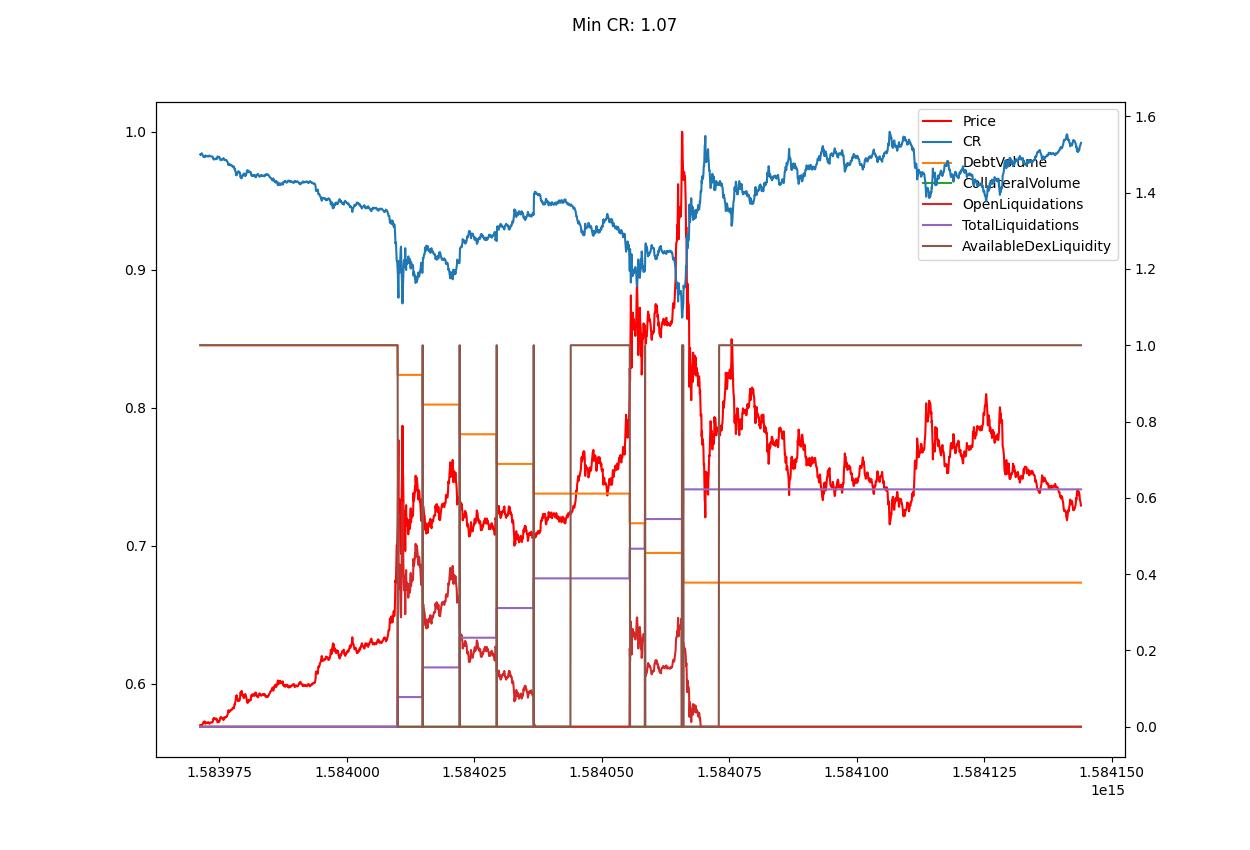 Min CR: 1.07
1.0
0.9
0.8
0.7
0.6
1.6
1.4
1.2
1.0
0.8
0.6
0.4
0.2
0.0
Price
CR
DebtVolume
CollateralVolume
OpenLiquidations
TotalLiquidations
AvailableDexLiquidity
1.583975 1.584000 1.584025 1.584050 1.584075 1.584100 1.584125 1.584150
1e15